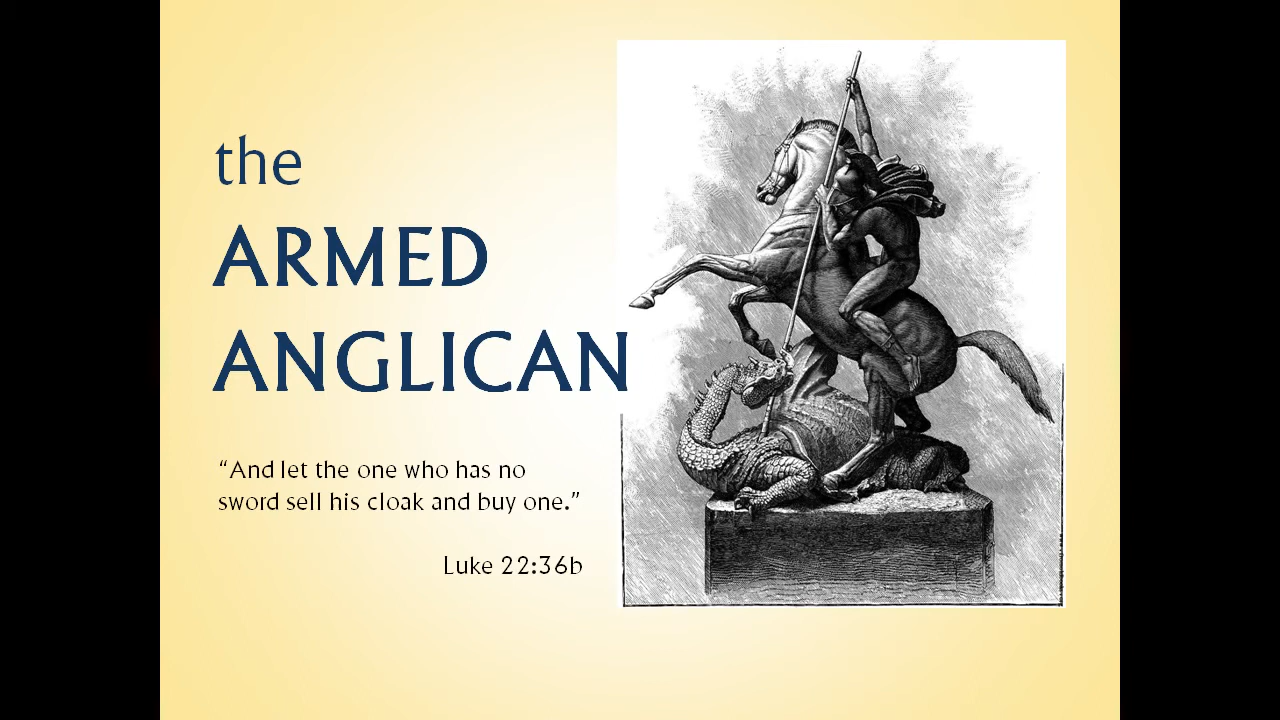 the
ARMED
ANGLICAN
“And let the one who has no
sword sell his cloak and buy one.”
Luke 22:36b